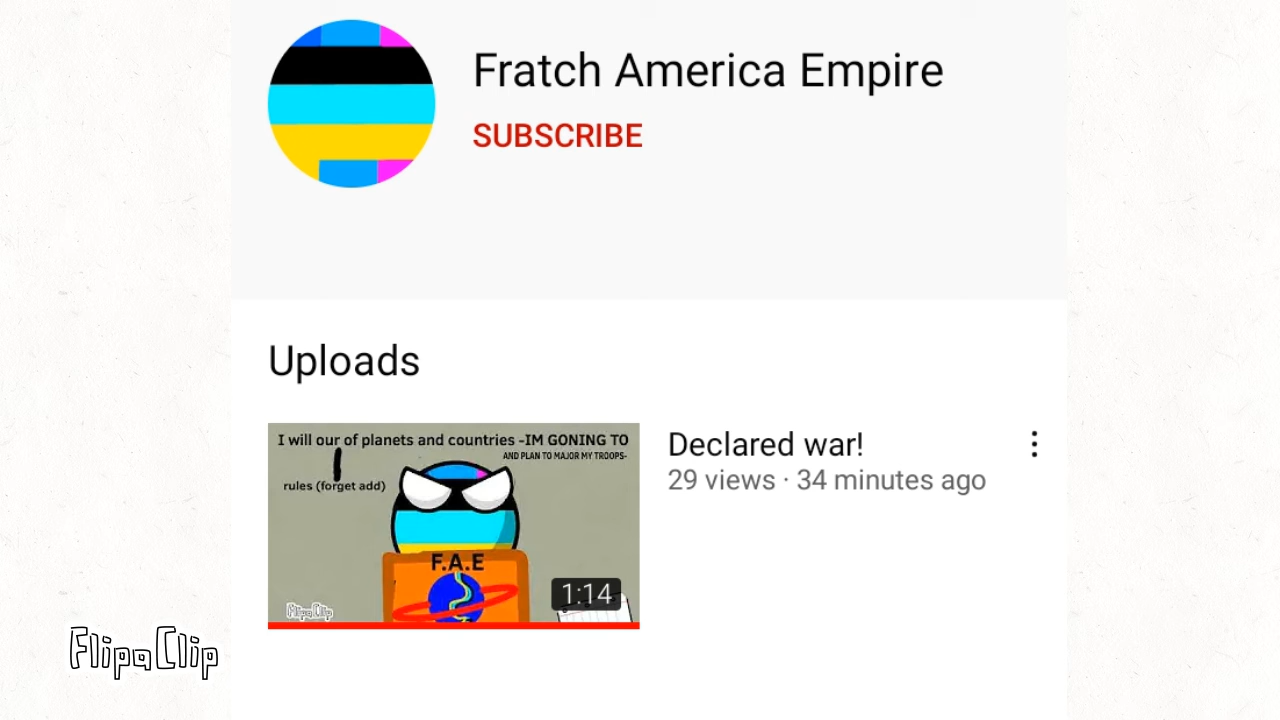 Fratch America Empire
SUBSCRIBE
Uploads
I will our of planets and countries -IM GONING TO
AND PLAN TO MAJOR MY TROOPS-
rules (forget add)
F.A.E
1:14
FlipaClip
Declared war!
29 views · 34 minutes ago
FlipaClip